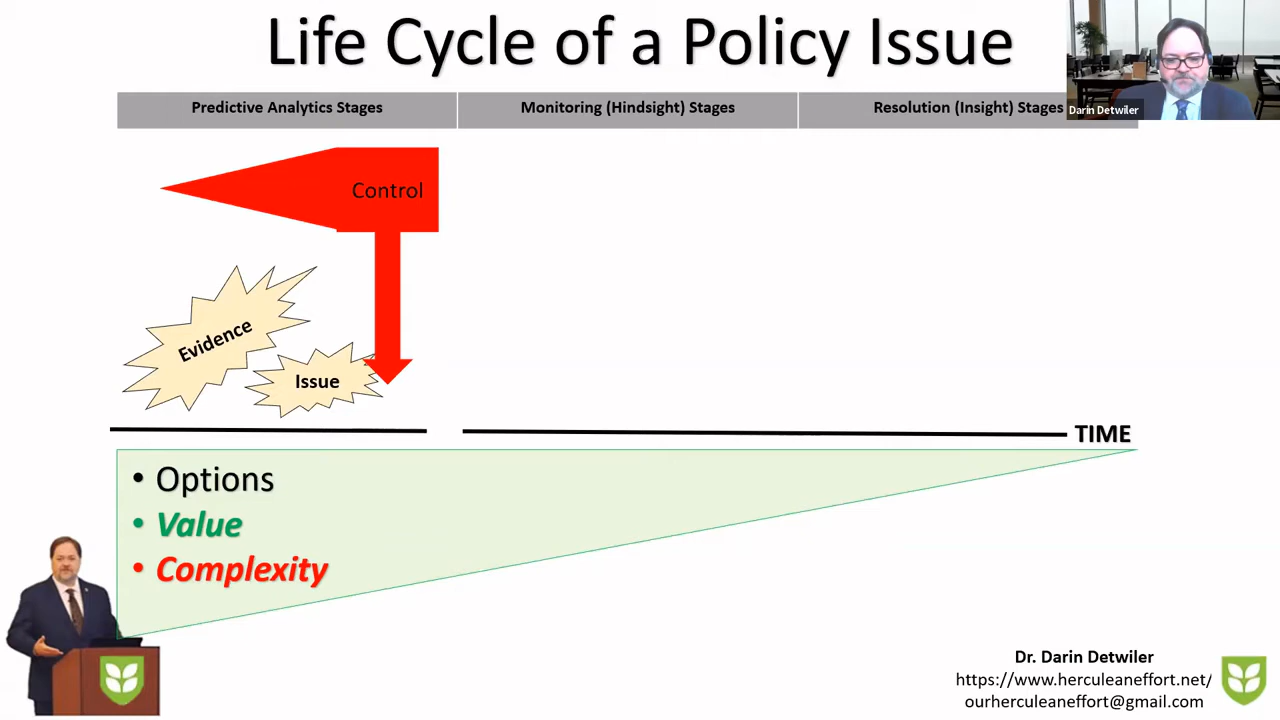 Life Cycle of a Policy Issue
Predictive Analytics Stages
Monitoring (Hindsight) Stages
Resolution (Insight) Stages
Darin Detwiler
Control
Evidence
Issue
TIME
• Options
• Value
• Complexity
Dr. Darin Detwiler
https://www.herculeaneffort.net/
ourherculeaneffort@gmail.com